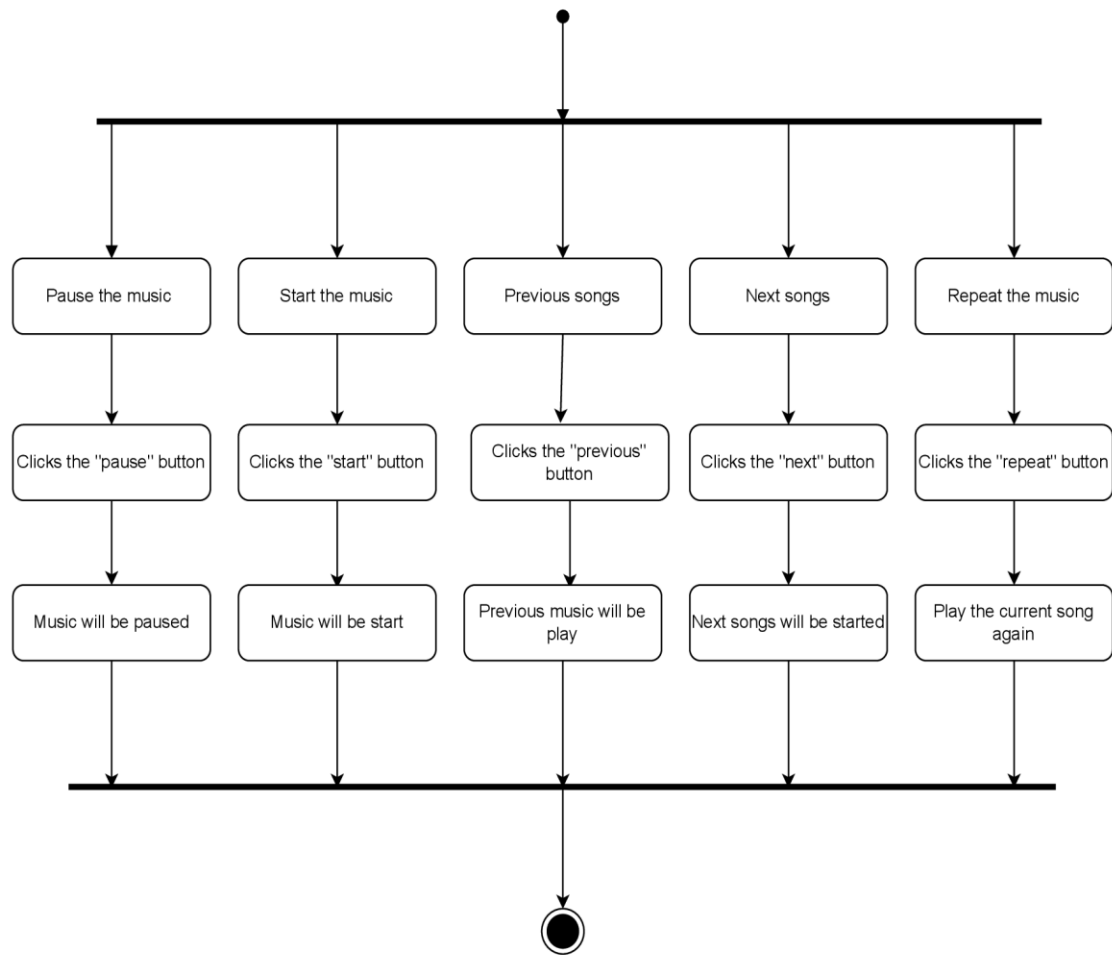 Pause the music
Start the music
Previous songs
Next songs
Repeat the music
Clicks the "pause" button
Clicks the "start" button
Clicks the "previous"
button
Clicks the "next" button
Clicks the "repeat" button
Music will be paused
Music will be start
Previous music will be
play
Next songs will be started
Play the current song
again